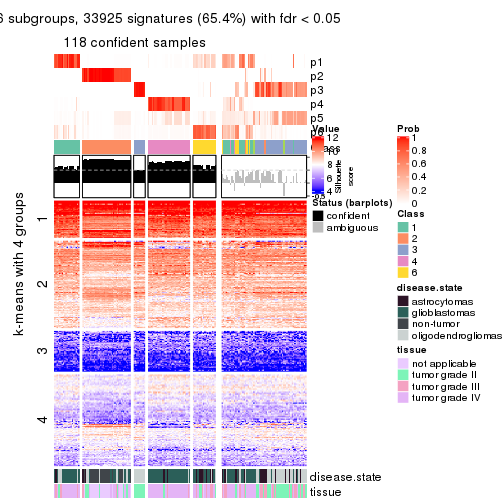 6 subgroups, 33925 signatures (65.4%) with fdr < 0.05
118 confident samples
p1
p2
p3
p4
p5
Value
12
8
6
4
Silhouette
score
Status (barplots)
confident
ambiguous
Prob
1
0.8
0.6
0.4
0.2
0
Class
1
2
3
4
6
disease.state
astrocytomas
glioblastomas
non-tumor
oligodendrogliomas
tissue
not applicable
tumor grade II
tumor grade III
tumor grade IV
k-means with 4 groups
1
2
3
4
disease.state
tissue